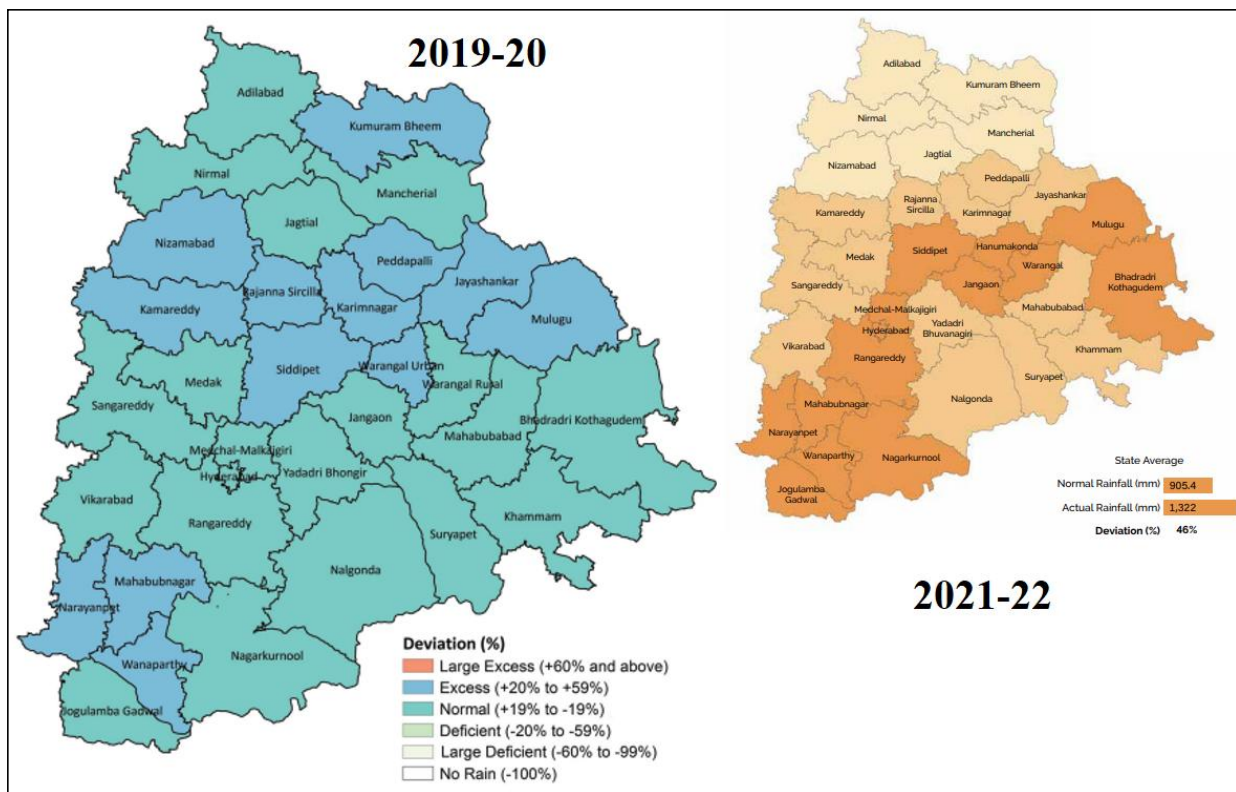 2019-20
Adilabad
Kumuram Bheem
Nirmal
Mancherial
Jagtial
Nizamabad
Peddapalli
Jayashankar
Rajanna Sircilla
Karimnagar
Kamareddy
Mulugu
Siddipet
Warangal Urban
Warangal Rural
Medak
Jangaon
Sangareddy
Bhadradri Kothagudem
Mahabubabad
Medchal-Malkajigiri
Hyderabad
Yadadri Bhongir
Vikarabad
Khammam
Rangareddy
Suryapet
Nalgonda
Mahabubnagar
Narayanpet
Nagarkurnool
Wanaparthy
Jogulamba Gadwal
Deviation (%)
Large Excess (+60% and above)
Excess (+20% to +59%)
Normal (+19% to -19%)
Deficient (-20% to -59%)
Large Deficient (-60% to -99%)
No Rain (-100%)
Adilabad
Kumuram Bheem
Nirmal
Mancherial
Jagtial
Nizamabad
Peddapalli
Jayashankar
Rajanna
Sircilla
Karimnagar
Kamareddy
Mulugu
Hanumakonda
Siddipet
Medak
Warangal
Bhadradri
Kothagudem
Sangareddy
Jangaon
Medchal-Malkajigiri
Mahabubabad
Hyderabad
Yadadri
Bhuvanagiri
Vikarabad
Khammam
Rangareddy
Suryapet
Nalgonda
Mahabubnagar
Narayanpet
Wanaparthy
Nagarkurnool
Jogulamba
Gadwal
State Average
Normal Rainfall (mm) 905.4
Actual Rainfall (mm) 1,322
Deviation (%) 46%
2021-22